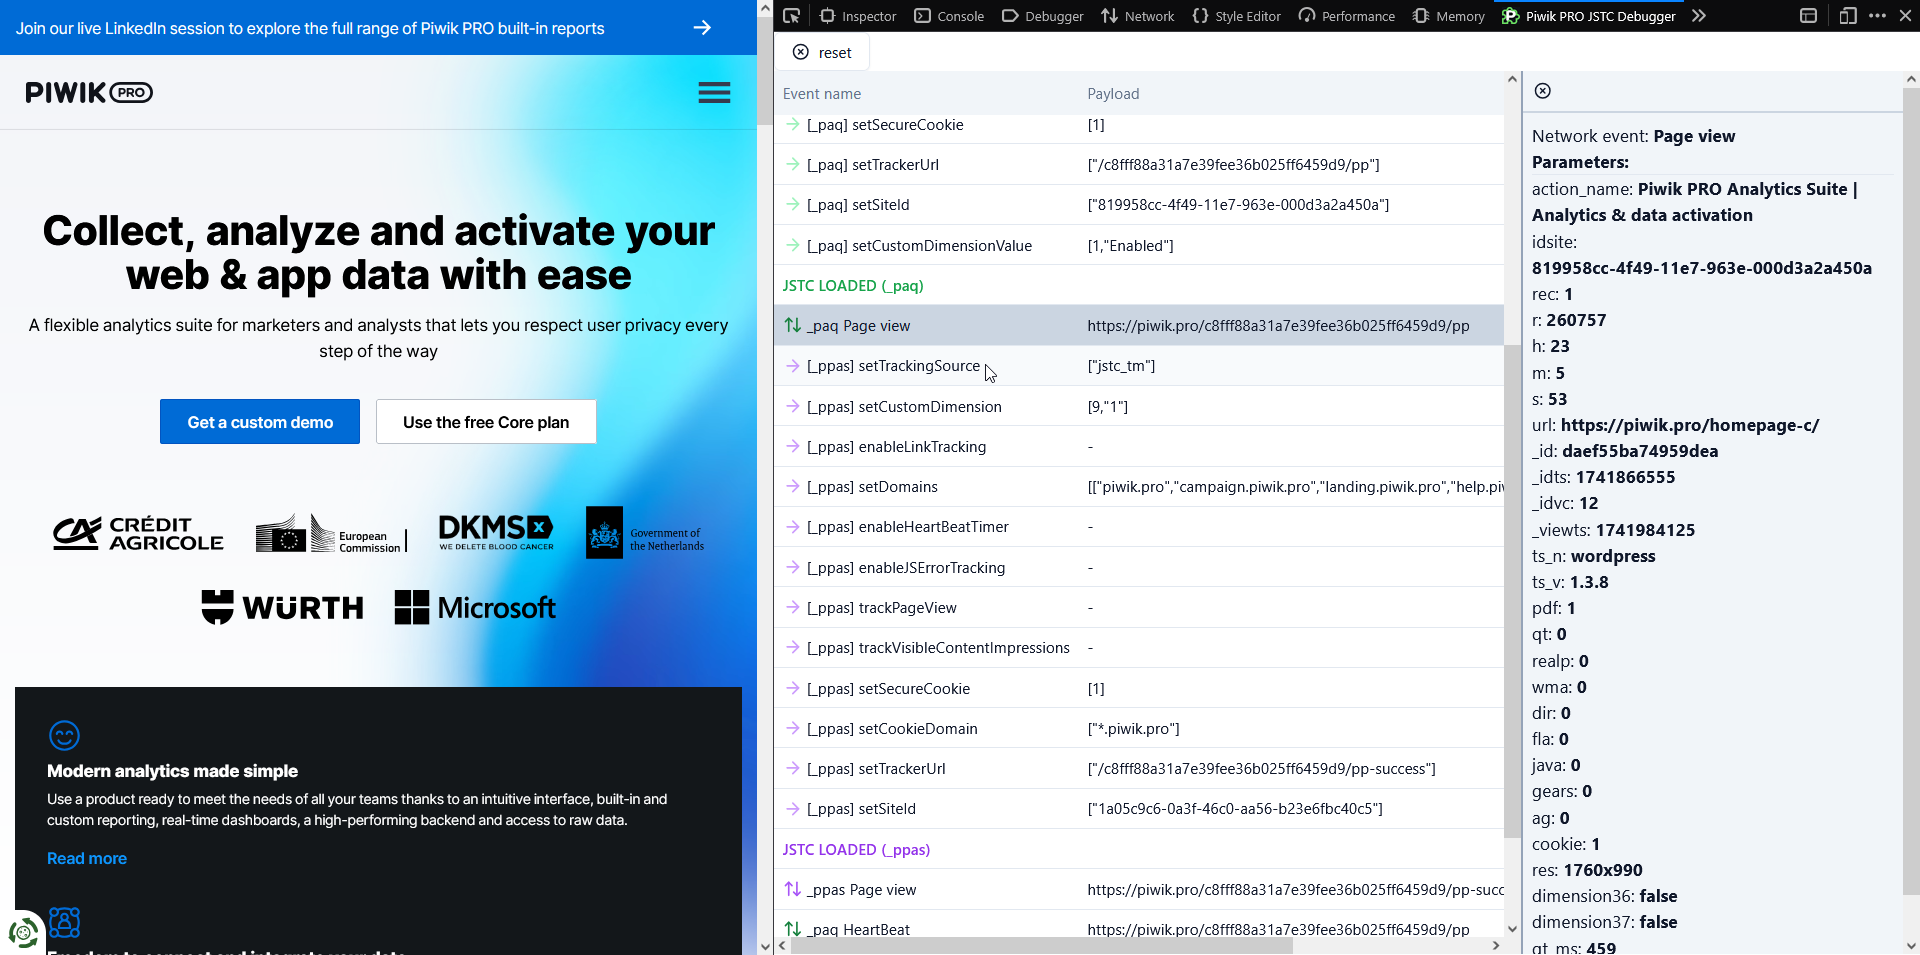 Join our live LinkedIn session to explore the full range of Piwik PRO built-in reports
PIWIK PRO
Collect, analyze and activate your
web & app data with ease
A flexible analytics suite for marketers and analysts that lets you respect user privacy every
step of the way
Get a custom demo
Use the free Core plan
CRÉDIT
AGRICOLE
European
Commission
DKMS
WE DELETE BLOOD CANCER
Government of
the Netherlands
WÜRTH
Microsoft
Modern analytics made simple
Use a product ready to meet the needs of all your teams thanks to an intuitive interface, built-in and
custom reporting, real-time dashboards, a high-performing backend and access to raw data.
Read more
Inspector
Console
Debugger
Network
Style Editor
Performance
Memory
Piwik PRO JSTC Debugger
reset
Event name Payload
[_paq] setSecureCookie [1]
[_paq] setTrackerUrl ["/c8fff88a31a7e39fee36b025ff6459d9/pp"]
[_paq] setSiteId ["819958cc-4f49-11e7-963e-000d3a2a450a"]
[_paq] setCustomDimensionValue [1,"Enabled"]
JSTC LOADED (_paq)
_paq Page view https://piwik.pro/c8fff88a31a7e39fee36b025ff6459d9/pp
[_ppas] setTrackingSource ["jstc_tm"]
[_ppas] setCustomDimension [9,"1"]
[_ppas] enableLinkTracking -
[_ppas] setDomains [["piwik.pro","campaign.piwik.pro","landing.piwik.pro","help.piw
[_ppas] enableHeartBeatTimer -
[_ppas] enableJSErrorTracking -
[_ppas] trackPageView -
[_ppas] trackVisibleContentImpressions -
[_ppas] setSecureCookie [1]
[_ppas] setCookieDomain ["*.piwik.pro"]
[_ppas] setTrackerUrl ["/c8fff88a31a7e39fee36b025ff6459d9/pp-success"]
[_ppas] setSiteId ["1a05c9c6-0a3f-46c0-aa56-b23e6fbc40c5"]
JSTC LOADED (_ppas)
_ppas Page view https://piwik.pro/c8fff88a31a7e39fee36b025ff6459d9/pp-succ
_paq HeartBeat https://piwik.pro/c8fff88a31a7e39fee36b025ff6459d9/pp
Network event: Page view
Parameters:
action_name: Piwik PRO Analytics Suite |
Analytics & data activation
idsite:
819958cc-4f49-11e7-963e-000d3a2a450a
rec: 1
r: 260757
h: 23
m: 5
s: 53
url: https://piwik.pro/homepage-c/
_id: daef55ba74959dea
_idts: 1741866555
_idvc: 12
_viewts: 1741984125
ts_n: wordpress
ts_v: 1.3.8
pdf: 1
qt: 0
realp: 0
wma: 0
dir: 0
fla: 0
java: 0
gears: 0
ag: 0
cookie: 1
res: 1760x990
dimension36: false
dimension37: false
gt_ms: 459